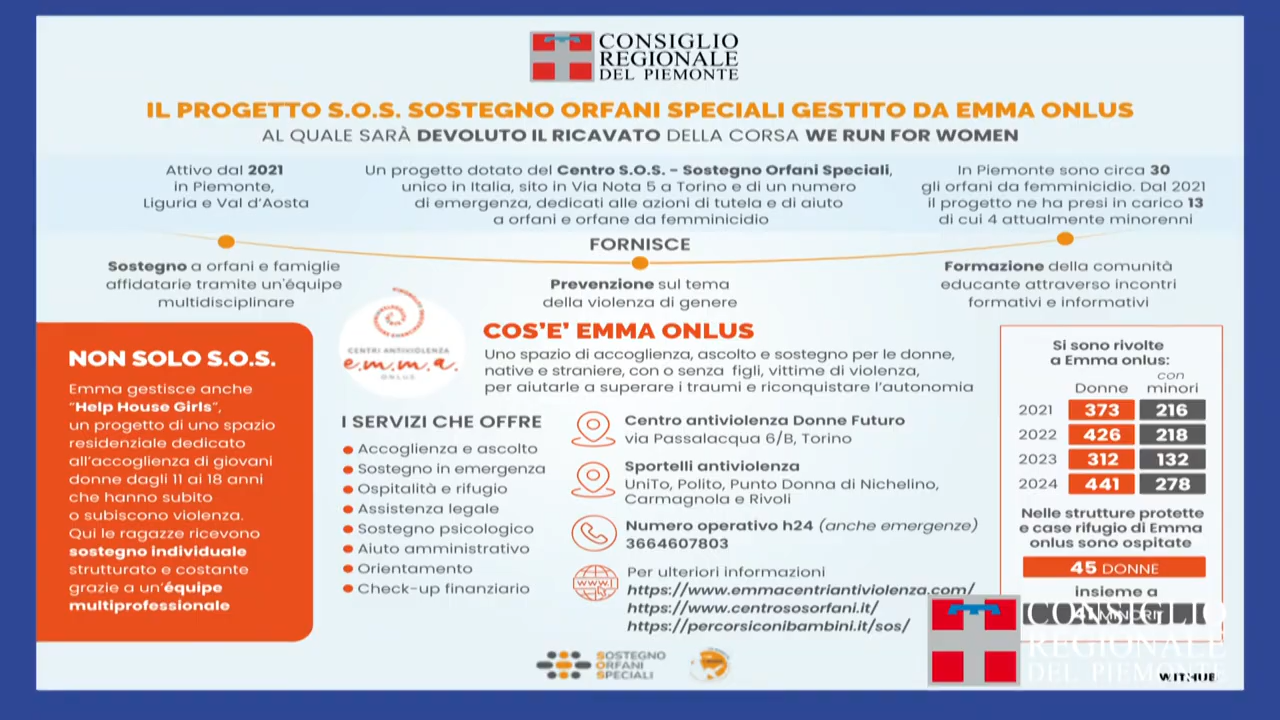 CONSIGLIO
REGIONALE
DEL PIEMONTE
IL PROGETTO S.O.S. SOSTEGNO ORFANI SPECIALI GESTITO DA EMMA ONLUS
AL QUALE SARÀ DEVOLUTO IL RICAVATO DELLA CORSA WE RUN FOR WOMEN
Attivo dal 2021
in Piemonte,
Liguria e Val d'Aosta
Un progetto dotato del Centro S.O.S. - Sostegno Orfani Speciali,
unico in Italia, sito in Via Nota 5 a Torino e di un numero
di emergenza, dedicati alle azioni di tutela e di aiuto
a orfani e orfane da femminicidio
In Piemonte sono circa 30
gli orfani da femminicidio. Dal 2021
il progetto ne ha presi in carico 13
di cui 4 attualmente minorenni
FORNISCE
Sostegno a orfani e famiglie
affidatarie tramite un'équipe
multidisciplinare
Prevenzione sul tema
della violenza di genere
Formazione della comunità
educante attraverso incontri
formativi e informativi
NON SOLO S.O.S.
Emma gestisce anche
"Help House Girls",
un progetto di uno spazio
residenziale dedicato
all'accoglienza di giovani
donne dagli 11 ai 18 anni
che hanno subito
o subiscono violenza.
Qui le ragazze ricevono
sostegno individuale
strutturato e costante
grazie a un'équipe
multiprofessionale
CENTRI ANTIVIOLENZA
e.m.m.a.
ONLUS
COS'E' EMMA ONLUS
Uno spazio di accoglienza, ascolto e sostegno per le donne,
native e straniere, con o senza figli, vittime di violenza,
per aiutarle a superare i traumi e riconquistare l'autonomia
I SERVIZI CHE OFFRE
Accoglienza e ascolto
Sostegno in emergenza
Ospitalità e rifugio
Assistenza legale
Sostegno psicologico
Aiuto amministrativo
Orientamento
Check-up finanziario
Centro antiviolenza Donne Futuro
via Passalacqua 6/B, Torino
Sportelli antiviolenza
UniTo, Polito, Punto Donna di Nichelino,
Carmagnola e Rivoli
Numero operativo h24 (anche emergenze)
3664607803
www.
Per ulteriori informazioni
https://www.emmacentriantiviolenza.com/
https://www.centrososorfani.it/
https://percorsiconibambini.it/sos/
Si sono rivolte
a Emma onlus:
Donne con minori
2021 373 216
2022 426 218
2023 312 132
2024 441 278
Nelle strutture protette
e case rifugio di Emma
onlus sono ospitate
45 DONNE
insieme a
MINORI
CONSIGLIO
REGIONALE
DEL PIEMONTE
SOSTEGNO
ORFANI
SPECIALI
WITHUB